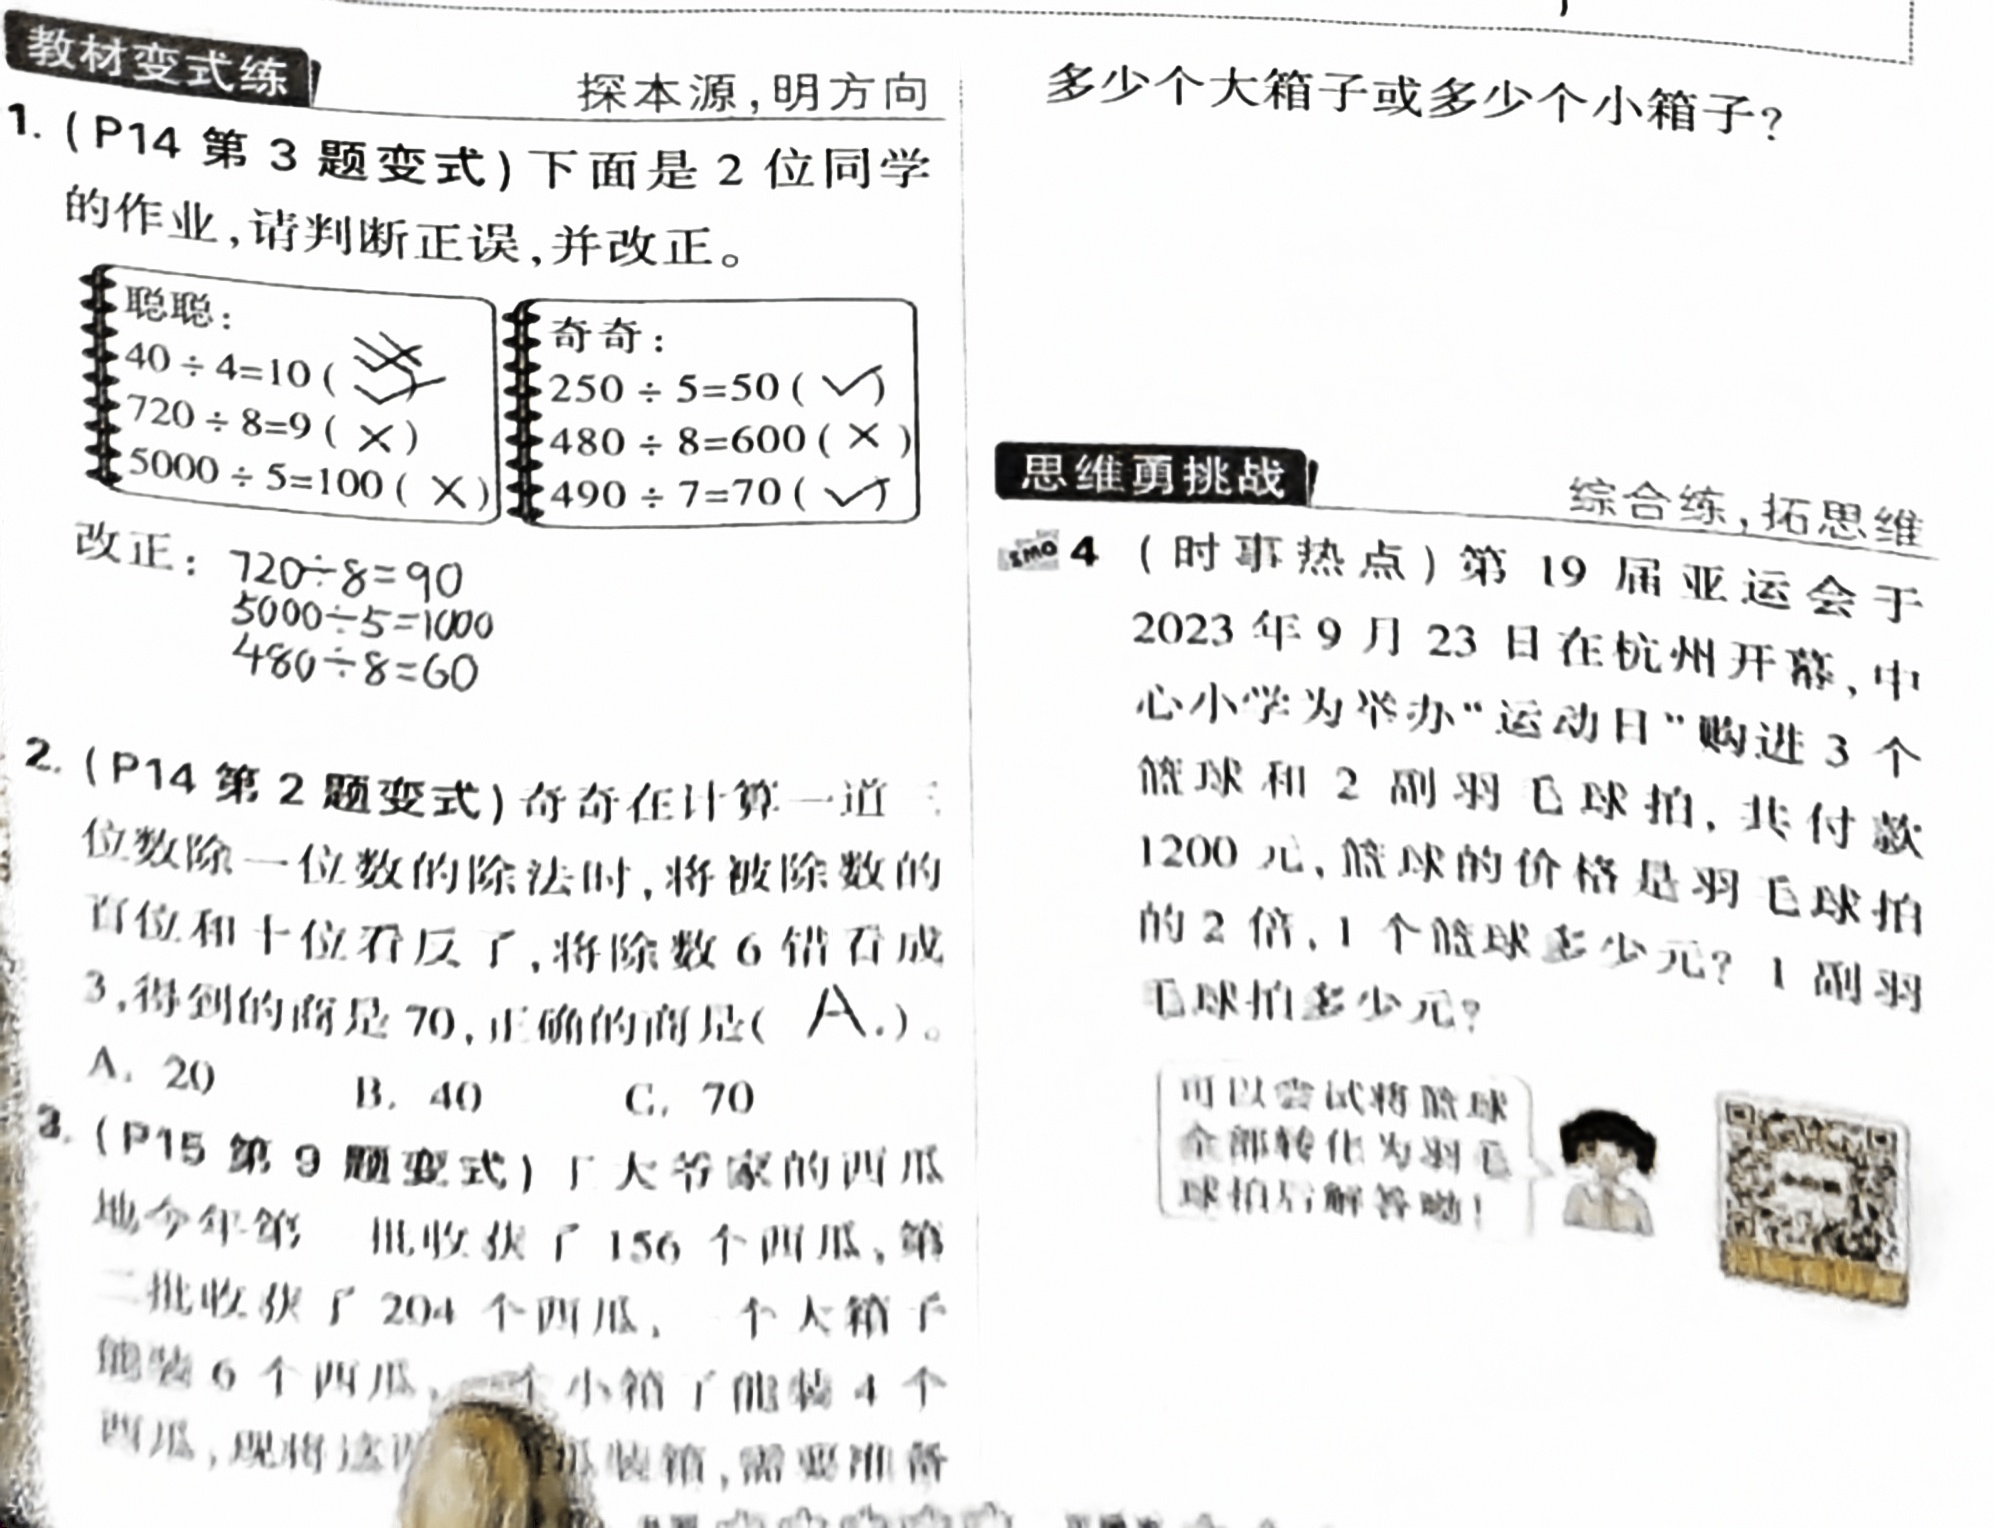 教材变式练
探本源,明方向
1. (P14 第 3 题变式)下面是 2 位同学
的作业,请判断正误,并改正。
聪聪:
40÷4=10( ✓
720÷8=9( × )
5000÷5=100( × )
奇奇:
250÷5=50( ✓ )
480÷8=600( × )
490÷7=70( ✓ )
改正: 720÷8=90
5000÷5=1000
480÷8=60
2. (P14 第 2 题变式)奇奇在计算一道三
位数除一位数的除法时,将被除数的
百位和十位看反了,将除数 6 错看成
3,得到的商是 70,正确的商是( A. )。
A. 20 B. 40 C. 70
3. (P15 第 9 题变式)丁大爷家的西瓜
地今年第一批收获了 156 个西瓜,第
二批收获了 204 个西瓜,一个大箱子
能装 6 个西瓜,一个小箱子能装 4 个
西瓜,现将这 瓜装箱,需要准备
多少个大箱子或多少个小箱子?
思维勇挑战
综合练,拓思维
4 (时事热点)第 19 届亚运会于
2023 年 9 月 23 日在杭州开幕,中
心小学为举办“运动日”购进 3 个
篮球和 2 副羽毛球拍,共付款
1200 元,篮球的价格是羽毛球拍
的 2 倍,1 个篮球多少元? 1 副羽
毛球拍多少元?
可以尝试将篮球
全部转化为羽毛
球拍后解答呦!